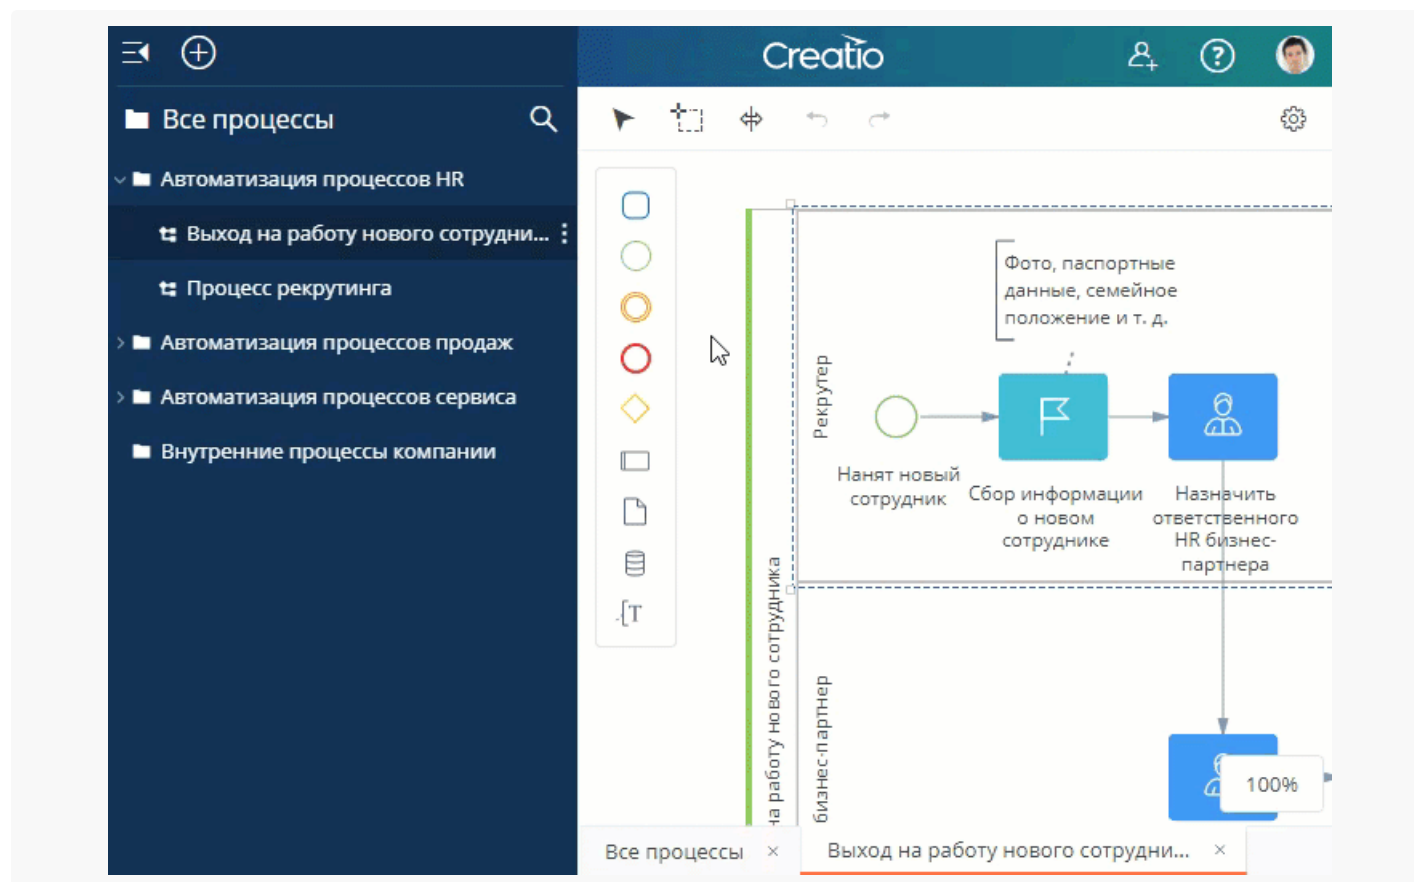 Creatio
?
Все процессы
Автоматизация процессов HR
Выход на работу нового сотрудни...
Процесс рекрутинга
Автоматизация процессов продаж
Автоматизация процессов сервиса
Внутренние процессы компании
T
Фото, паспортные
данные, семейное
положение и т. д.
Рекрутер
Нанят новый
сотрудник
Сбор информации
о новом
сотруднике
Назначить
ответственного
HR бизнес-
партнера
на работу нового сотрудника
бизнес-партнер
100%
Все процессы ×
Выход на работу нового сотрудни... ×